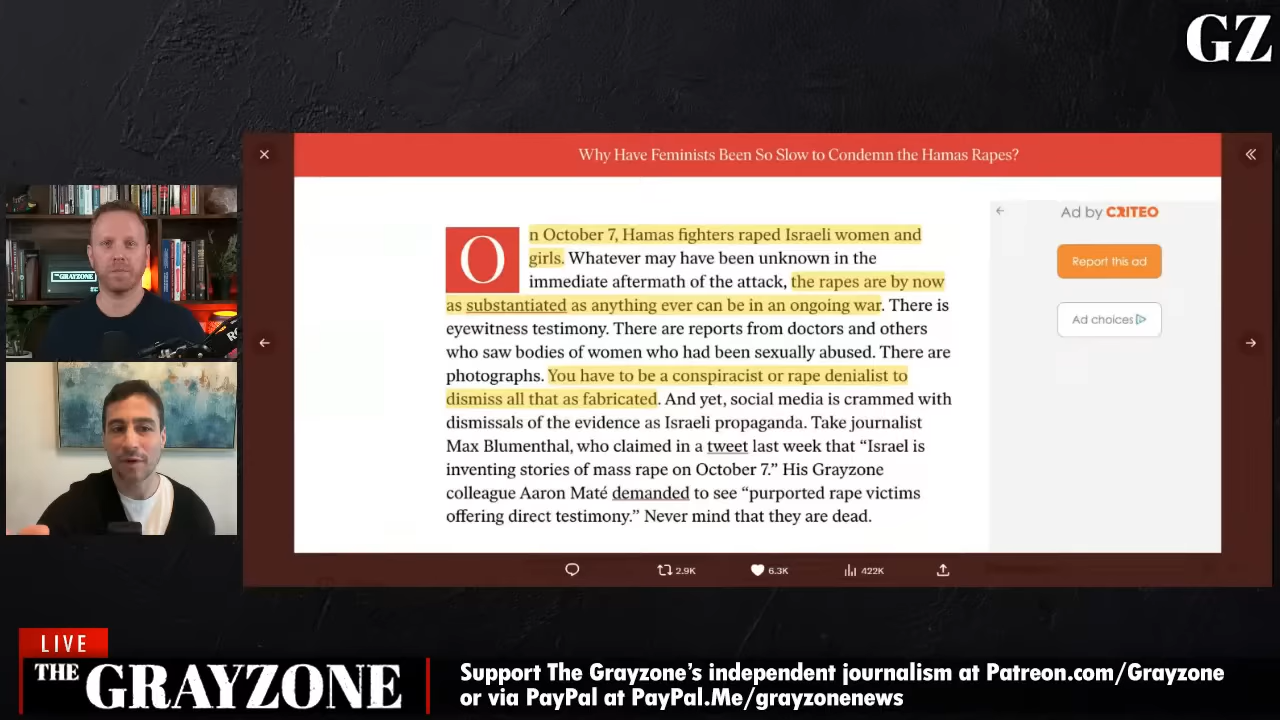 GZ
Why Have Feminists Been So Slow to Condemn the Hamas Rapes?
On October 7, Hamas fighters raped Israeli women and
girls. Whatever may have been unknown in the
immediate aftermath of the attack, the rapes are by now
as substantiated as anything ever can be in an ongoing war. There is
eyewitness testimony. There are reports from doctors and others
who saw bodies of women who had been sexually abused. There are
photographs. You have to be a conspiracist or rape denialist to
dismiss all that as fabricated. And yet, social media is crammed with
dismissals of the evidence as Israeli propaganda. Take journalist
Max Blumenthal, who claimed in a tweet last week that “Israel is
inventing stories of mass rape on October 7.” His Grayzone
colleague Aaron Maté demanded to see “purported rape victims
offering direct testimony.” Never mind that they are dead.
Ad by CRITEO
Report this ad
Ad choices
2.9K
6.3K
422K
THE GRAYZONE
LIVE
THE GRAYZONE
Support The Grayzone’s independent journalism at Patreon.com/Grayzone
or via PayPal at PayPal.Me/grayzonenews